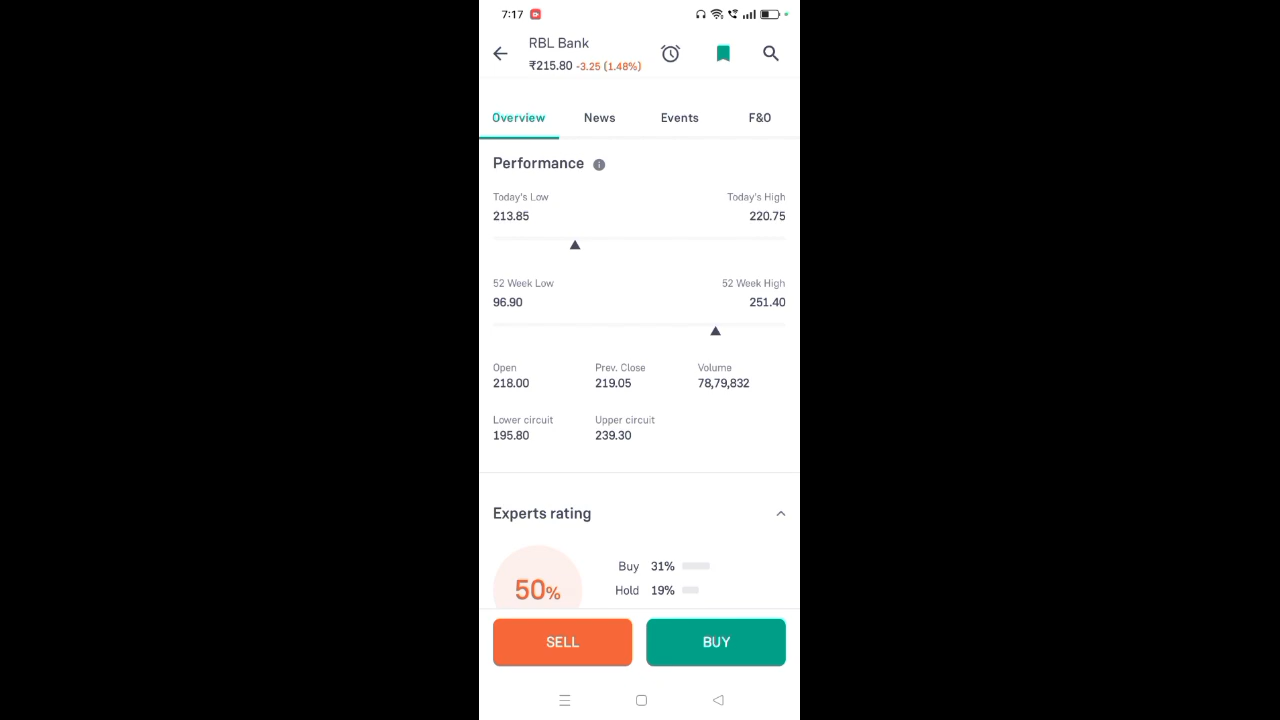 7:17
RBL Bank
₹215.80 -3.25 (1.48%)
Overview News Events F&O
Performance
Today's Low Today's High
213.85 220.75
52 Week Low 52 Week High
96.90 251.40
Open Prev. Close Volume
218.00 219.05 78,79,832
Lower circuit Upper circuit
195.80 239.30
Experts rating
Buy 31%
50%
Hold 19%
SELL BUY